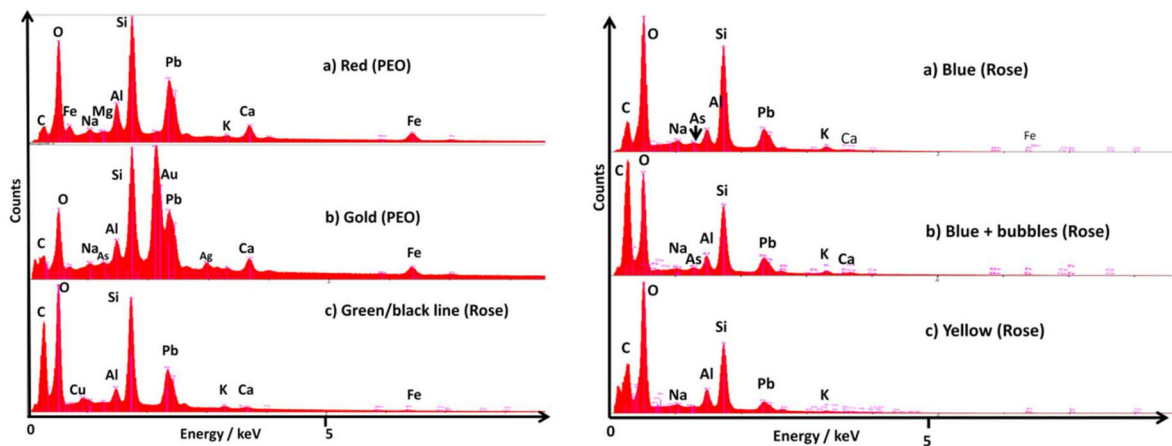 Counts
O
Si
a) Red (PEO)
Pb
C
Fe
Na
Mg
Al
K
Ca
Fe
Si
Au
O
Pb
b) Gold (PEO)
C
Na
As
Al
Ag
Ca
Fe
O
Si
c) Green/black line (Rose)
C
Pb
Cu
Al
K
Ca
Fe
0
Energy / keV
5
Counts
O
Si
a) Blue (Rose)
C
Na
As
Al
Pb
K
Ca
Fe
C
O
Si
b) Blue + bubbles (Rose)
Na
As
Al
Pb
K
Ca
O
Si
c) Yellow (Rose)
C
Na
Al
Pb
K
0
Energy / keV
5